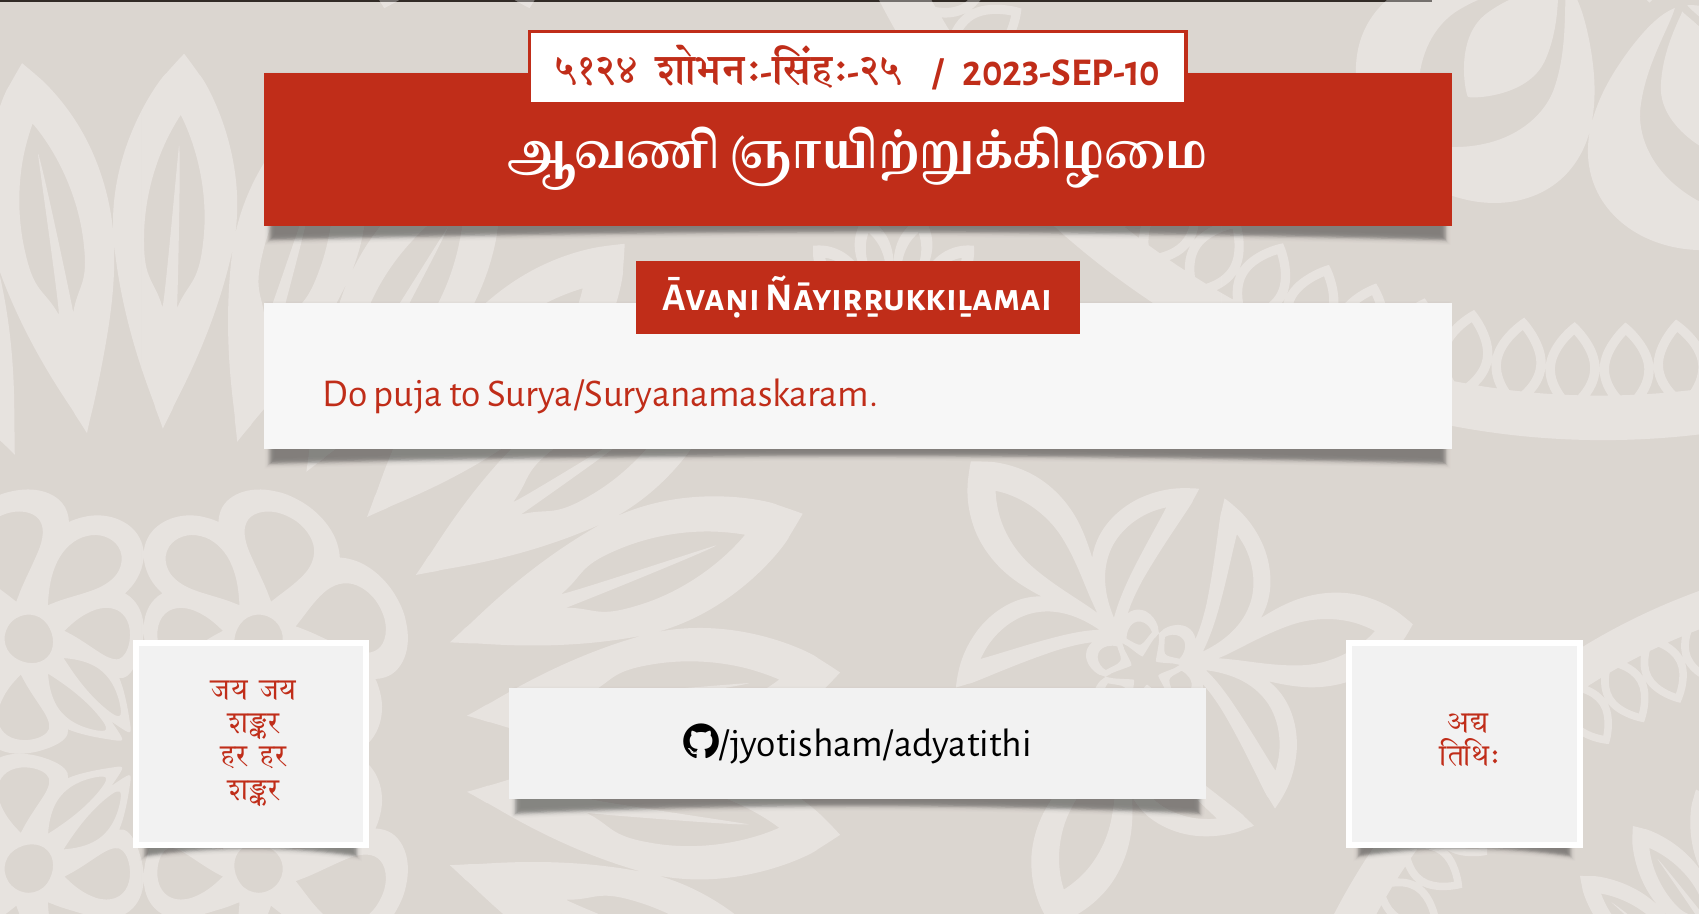 ५१२४ शोभनः-सिंहः-२५ / 2023-SEP-10
ஆவணி ஞாயிற்றுக்கிழமை
Āvaṇi Ñāyiṟṟukkiḻamai
Do puja to Surya/Suryanamaskaram.
जय जय
शङ्कर
हर हर
शङ्कर
/jyotisham/adyatithi
अद्य
तिथिः